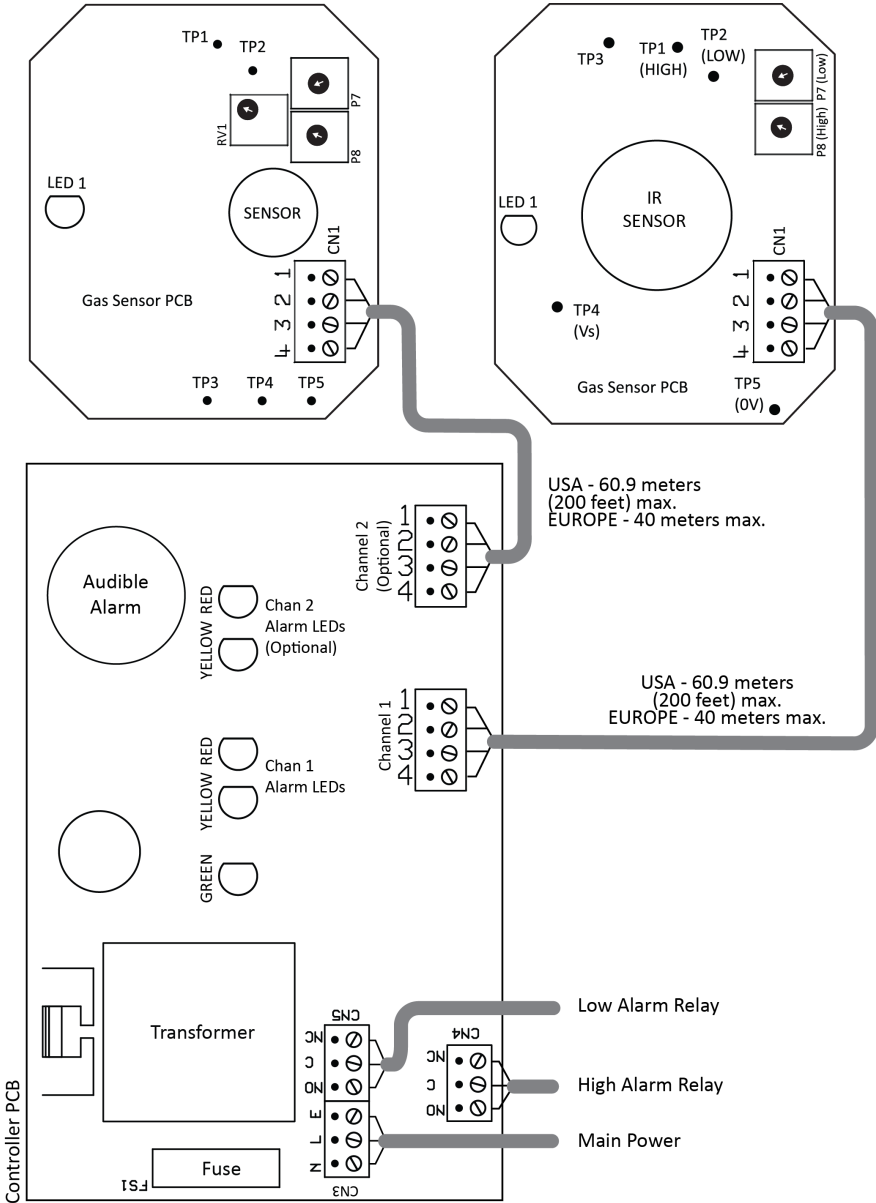 TP1
TP2
P7
RV1
P8
LED 1
SENSOR
CN1
1
2
3
4
Gas Sensor PCB
TP3
TP4
TP5
TP3
TP1
(HIGH)
TP2
(LOW)
P7 (Low)
P8 (High)
IR
SENSOR
LED 1
CN1
1
2
3
4
TP4
(Vs)
Gas Sensor PCB
TP5
(0V)
USA - 60.9 meters
(200 feet) max.
EUROPE - 40 meters max.
Channel 2
(Optional)
1
2
3
4
Audible
Alarm
RED
YELLOW
Chan 2
Alarm LEDs
(Optional)
USA - 60.9 meters
(200 feet) max.
EUROPE - 40 meters max.
Channel 1
1
2
3
4
RED
YELLOW
Chan 1
Alarm LEDs
GREEN
Transformer
CN5
NC
C
NO
Low Alarm Relay
CN4
NC
C
NO
High Alarm Relay
E
L
N
CN3
Main Power
Fuse
FS1
Controller PCB